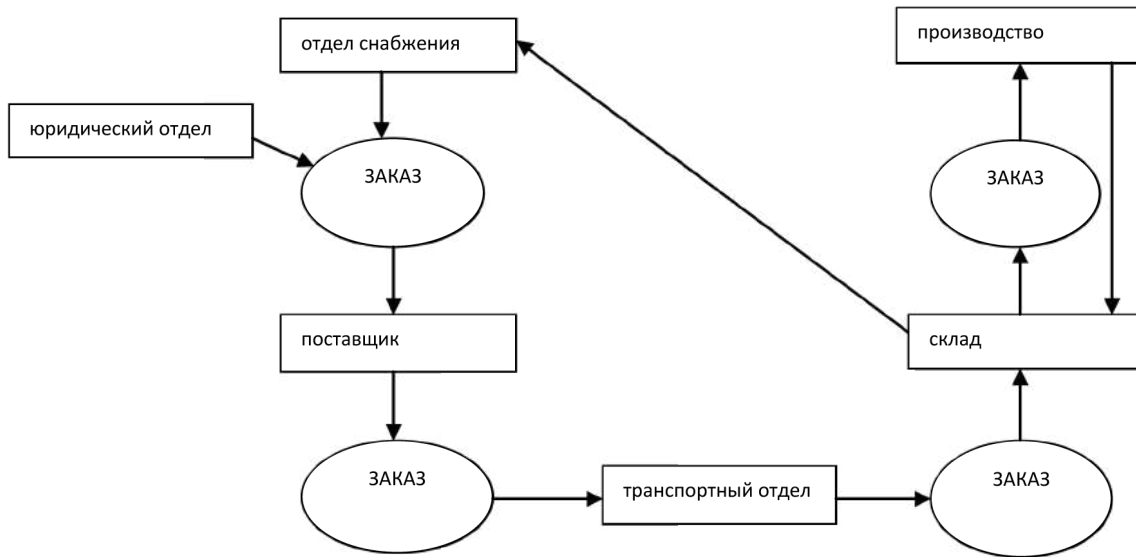 отдел снабжения
производство
юридический отдел
ЗАКАЗ
ЗАКАЗ
поставщик
склад
ЗАКАЗ
транспортный отдел
ЗАКАЗ